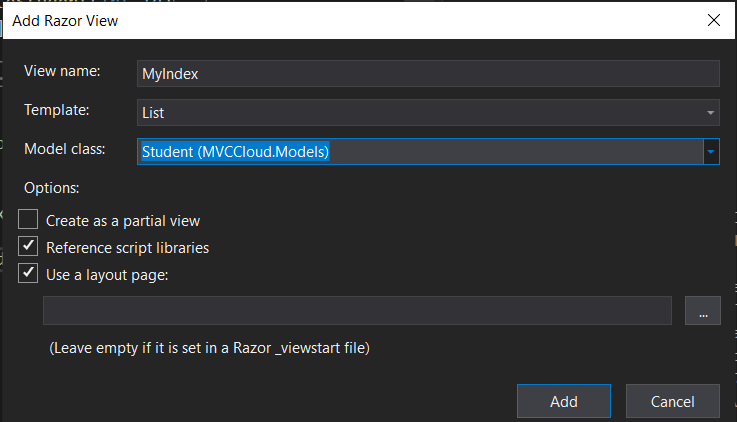 Add Razor View
View name: MyIndex
Template: List
Model class: Student (MVCCloud.Models)
Options:
Create as a partial view
Reference script libraries
Use a layout page:
...
(Leave empty if it is set in a Razor _viewstart file)
Add Cancel